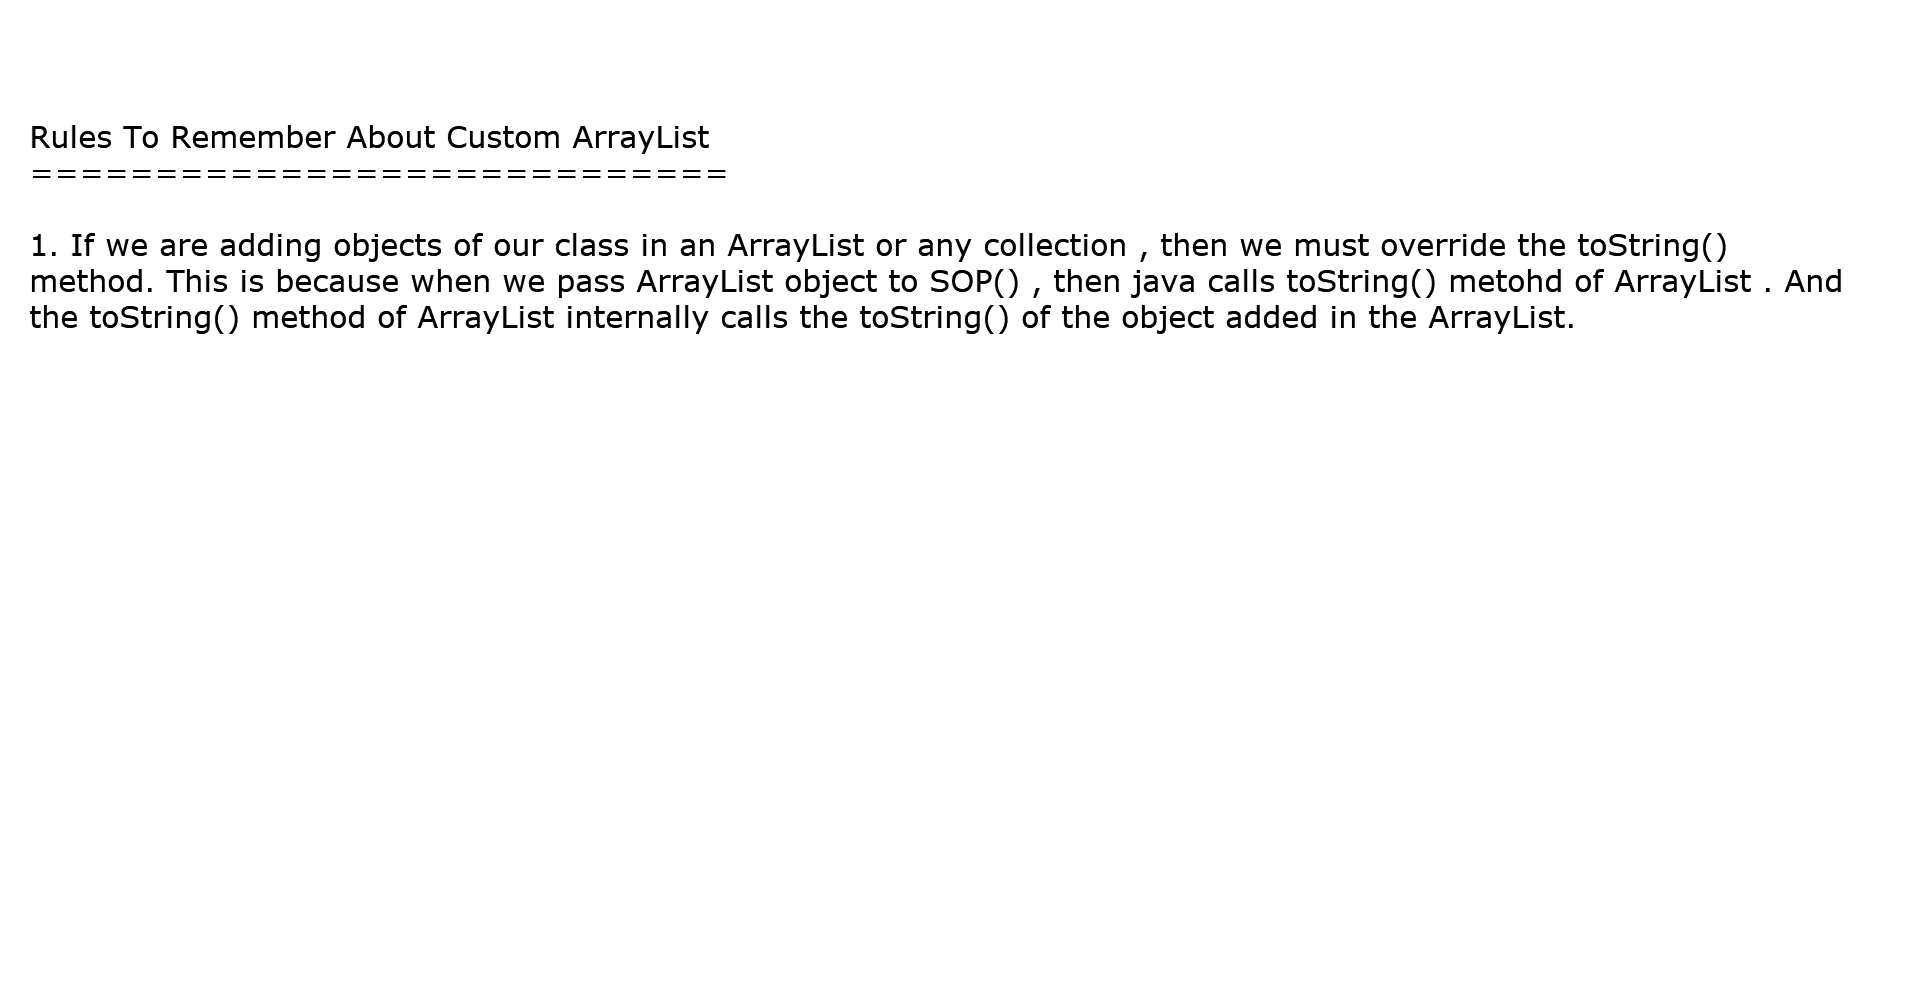 Rules To Remember About Custom ArrayList
============================
1. If we are adding objects of our class in an ArrayList or any collection , then we must override the toString()
method. This is because when we pass ArrayList object to SOP() , then java calls toString() metohd of ArrayList . And
the toString() method of ArrayList internally calls the toString() of the object added in the ArrayList.